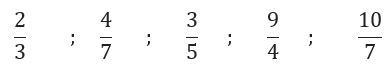 2/3 ; 4/7 ; 3/5 ; 9/4 ; 10/7